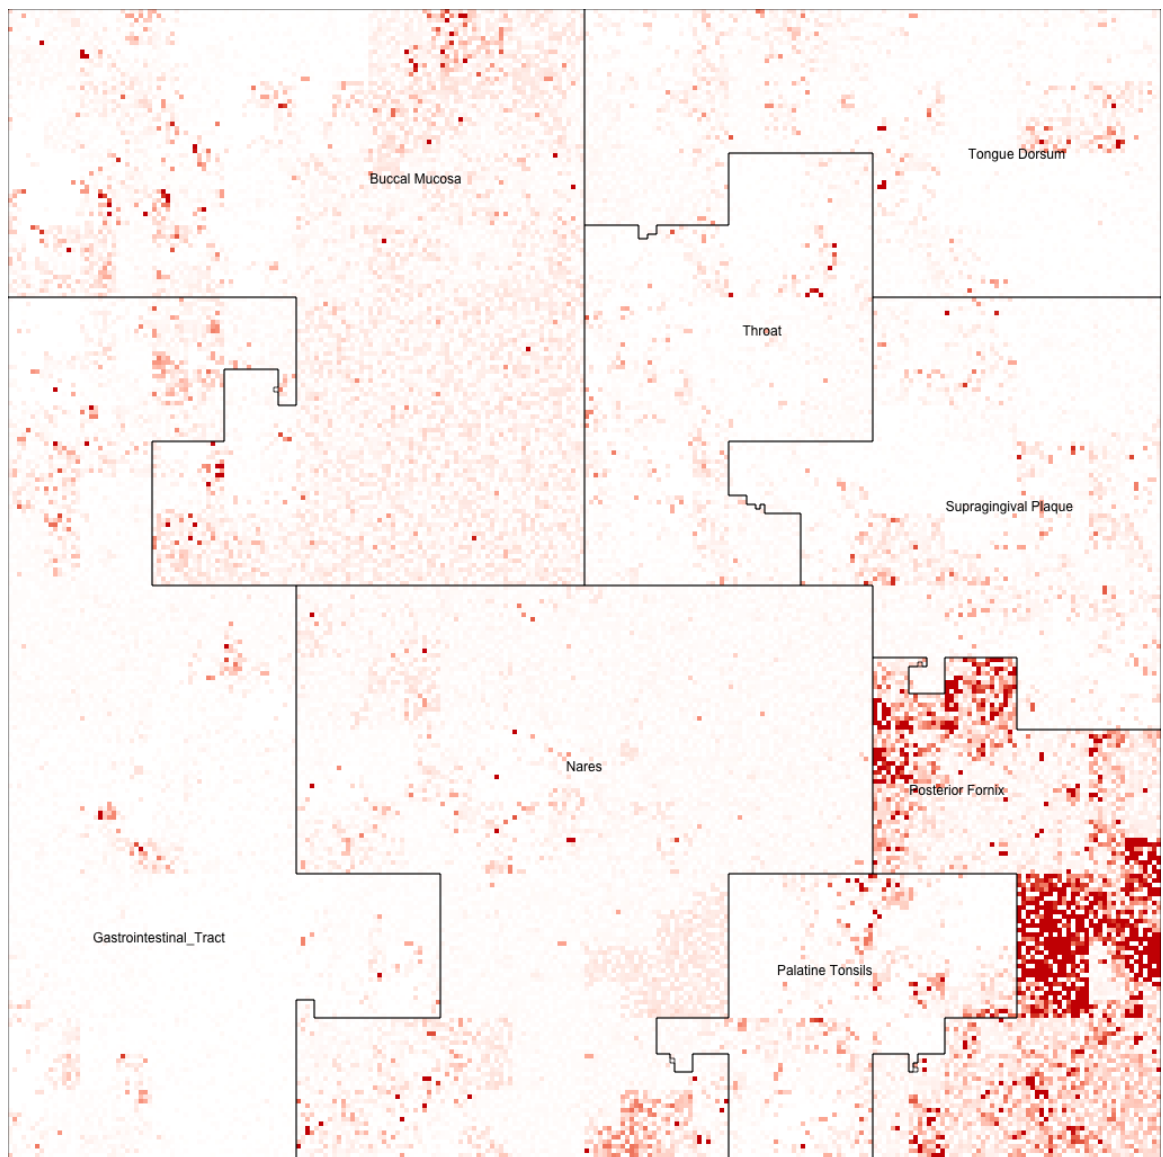 Tongue Dorsum
Buccal Mucosa
Throat
Supragingival Plaque
Nares
Posterior Fornix
Gastrointestinal_Tract
Palatine Tonsils